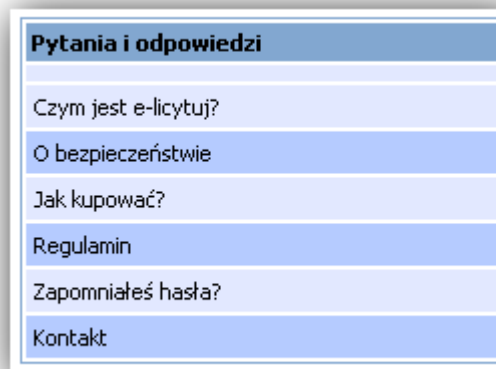 Pytania i odpowiedzi
Czym jest e-licytuj?
O bezpieczeństwie
Jak kupować?
Regulamin
Zapomniałeś hasła?
Kontakt